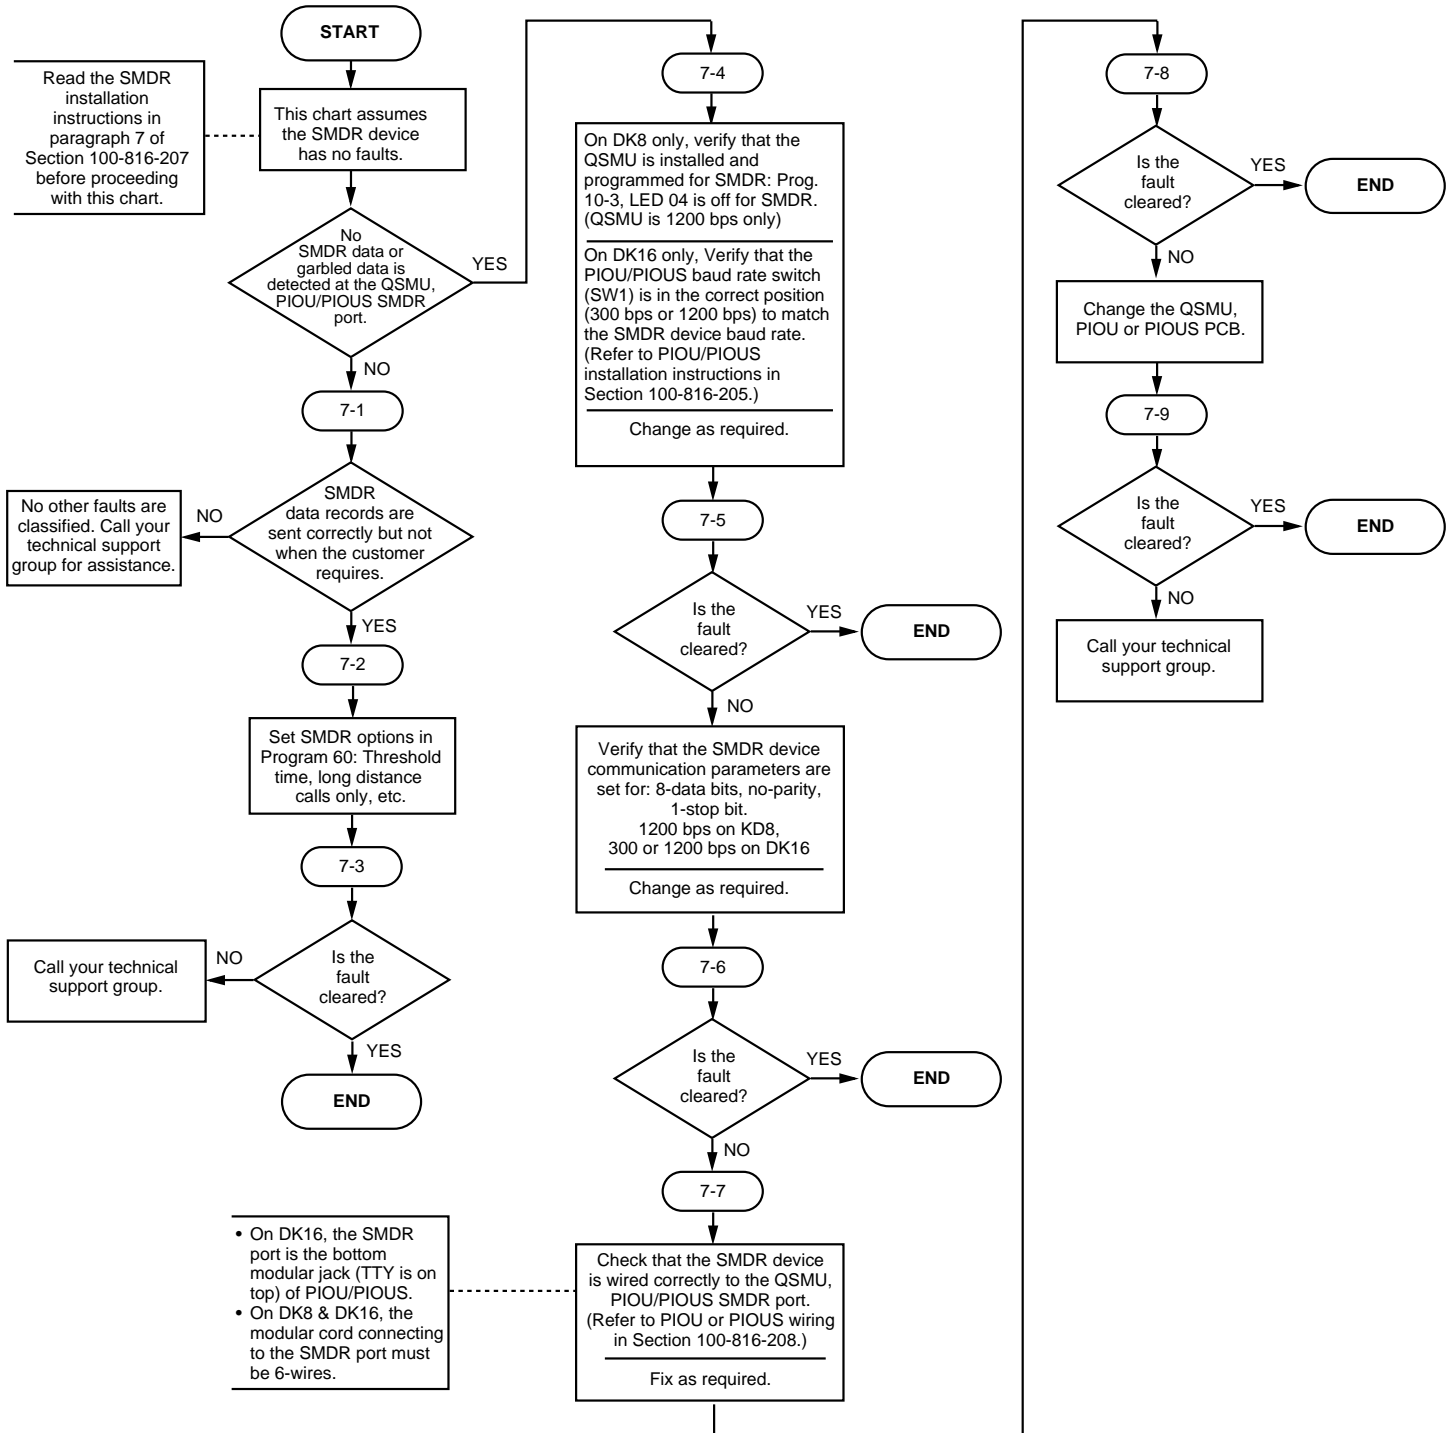 START
Read the SMDR
installation
instructions in
paragraph 7 of
Section 100-816-207
before proceeding
with this chart.
This chart assumes
the SMDR device
has no faults.
No
SMDR data or
garbled data is
detected at the QSMU,
PIOU/PIOUS SMDR
port.
YES
NO
7-1
SMDR
data records are
sent correctly but not
when the customer
requires.
NO
No other faults are
classified. Call your
technical support
group for assistance.
YES
7-2
Set SMDR options in
Program 60: Threshold
time, long distance
calls only, etc.
7-3
Is the
fault
cleared?
NO
Call your technical
support group.
YES
END
7-4
On DK8 only, verify that the
QSMU is installed and
programmed for SMDR: Prog.
10-3, LED 04 is off for SMDR.
(QSMU is 1200 bps only)
On DK16 only, Verify that the
PIOU/PIOUS baud rate switch
(SW1) is in the correct position
(300 bps or 1200 bps) to match
the SMDR device baud rate.
(Refer to PIOU/PIOUS
installation instructions in
Section 100-816-205.)
Change as required.
7-5
Is the
fault
cleared?
YES
END
NO
Verify that the SMDR device
communication parameters are
set for: 8-data bits, no-parity,
1-stop bit.
1200 bps on KD8,
300 or 1200 bps on DK16
Change as required.
7-6
Is the
fault
cleared?
YES
END
NO
7-7
• On DK16, the SMDR
port is the bottom
modular jack (TTY is on
top) of PIOU/PIOUS.
• On DK8 & DK16, the
modular cord connecting
to the SMDR port must
be 6-wires.
Check that the SMDR device
is wired correctly to the QSMU,
PIOU/PIOUS SMDR port.
(Refer to PIOU or PIOUS wiring
in Section 100-816-208.)
Fix as required.
7-8
Is the
fault
cleared?
YES
END
NO
Change the QSMU,
PIOU or PIOUS PCB.
7-9
Is the
fault
cleared?
YES
END
NO
Call your technical
support group.